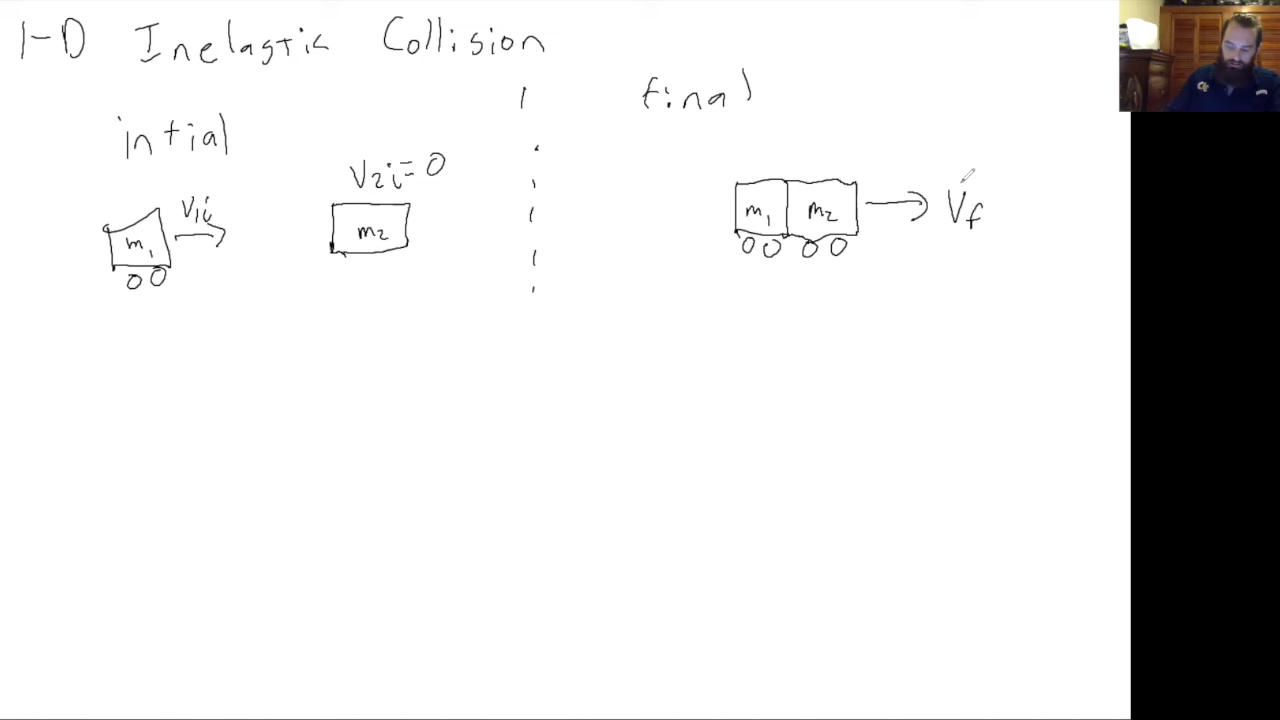 1-D Inelastic Collision
intial
final
V1i
V2i=0
m1
m2
m1 m2
Vf